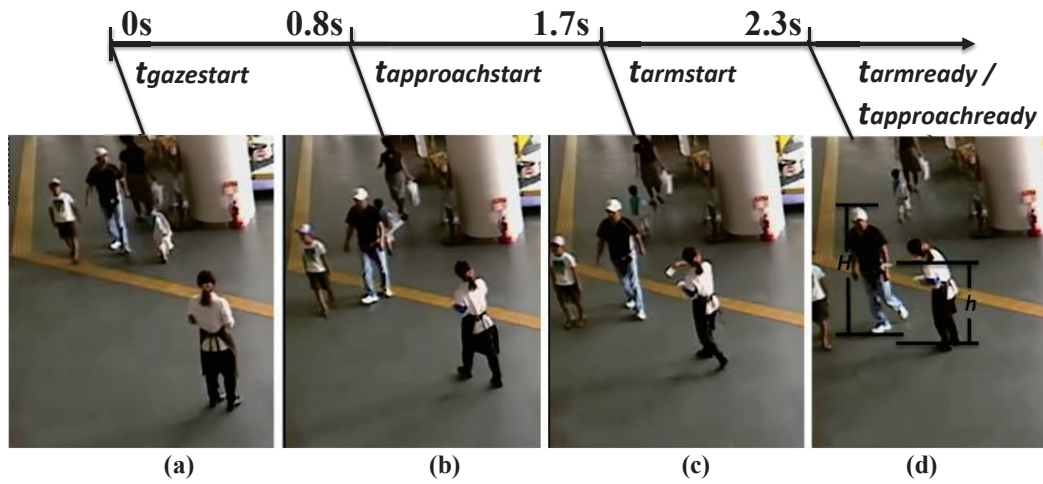 0s 0.8s 1.7s 2.3s
tgazestart tapproachstart tarmstart tarmready /
tapproachready
H
h
(a) (b) (c) (d)